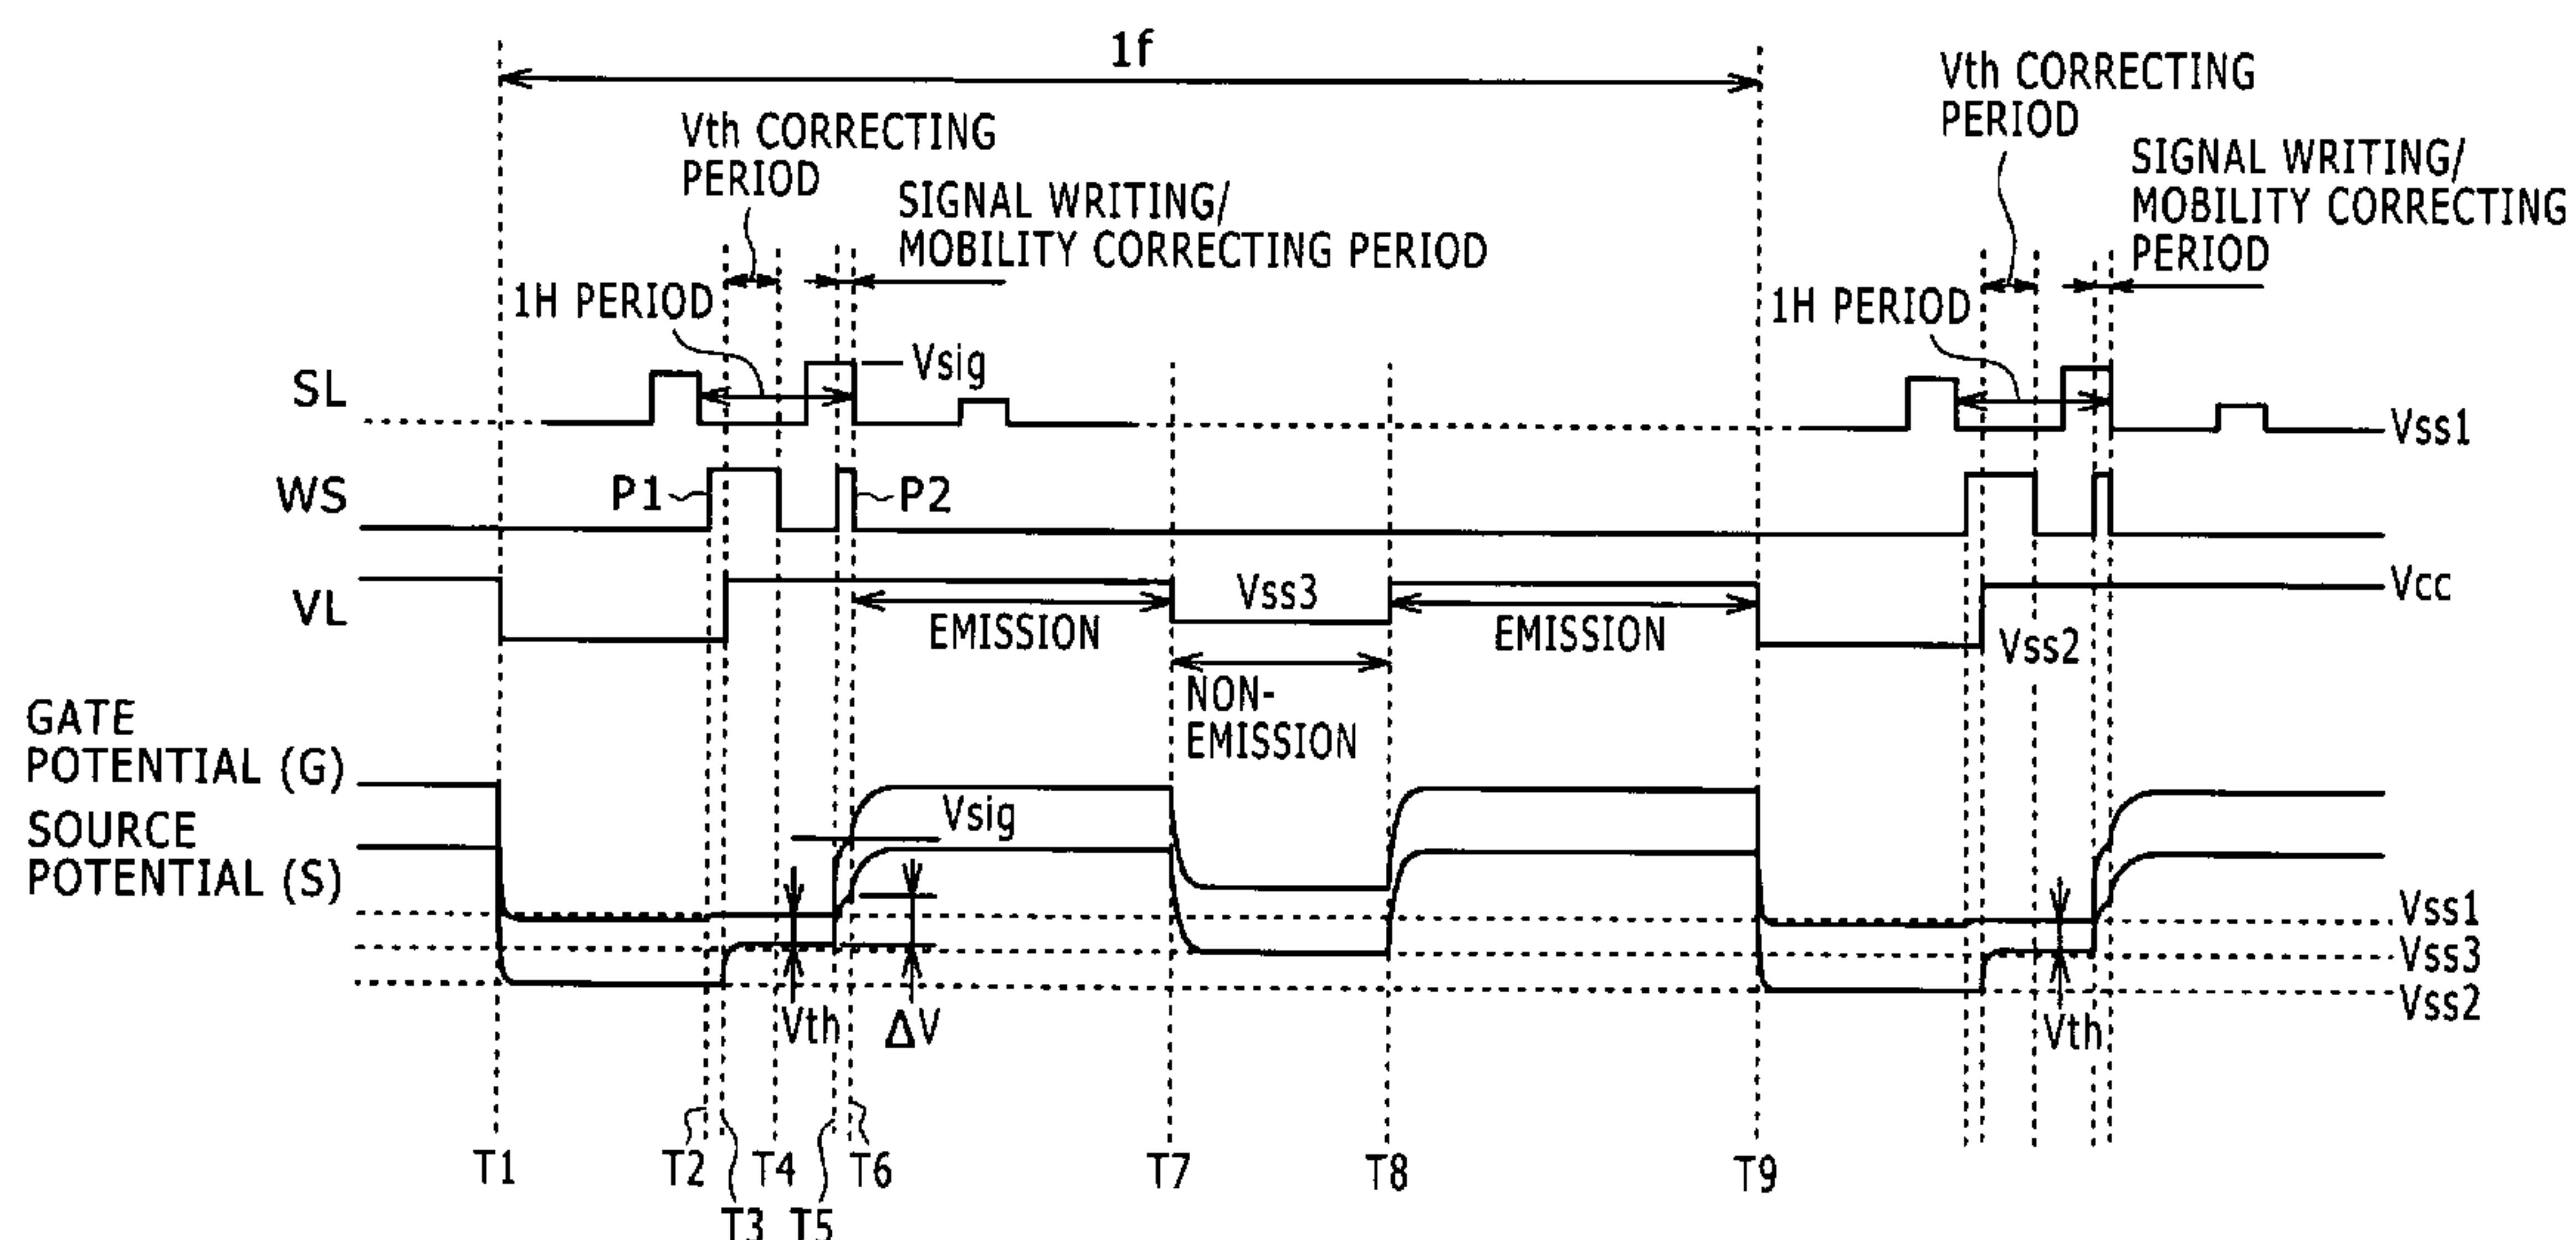 1f
Vth CORRECTING
PERIOD
Vth CORRECTING
PERIOD
SIGNAL WRITING/
MOBILITY CORRECTING PERIOD
SIGNAL WRITING/
MOBILITY CORRECTING
PERIOD
1H PERIOD
1H PERIOD
SL
Vsig
Vss1
WS
P1
P2
VL
Vss3
Vcc
EMISSION
EMISSION
Vss2
NON-
EMISSION
GATE
POTENTIAL (G)
SOURCE
POTENTIAL (S)
Vsig
Vss1
Vss3
Vss2
Vth
ΔV
Vth
T1
T2
T4
T6
T7
T8
T9
T3
T5